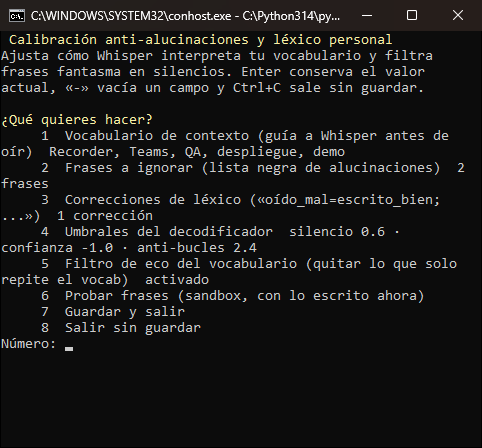 C:\WINDOWS\SYSTEM32\conhost.exe - C:\Python314\py...
Calibración anti-alucinaciones y léxico personal
Ajusta cómo Whisper interpreta tu vocabulario y filtra
frases fantasma en silencios. Enter conserva el valor
actual, «-» vacía un campo y Ctrl+C sale sin guardar.
¿Qué quieres hacer?
1  Vocabulario de contexto (guía a Whisper antes de
oír)  Recorder, Teams, QA, despliegue, demo
2  Frases a ignorar (lista negra de alucinaciones)  2
frases
3  Correcciones de léxico («oído_mal=escrito_bien;
...»)  1 corrección
4  Umbrales del decodificador  silencio 0.6 ·
confianza -1.0 · anti-bucles 2.4
5  Filtro de eco del vocabulario (quitar lo que solo
repite el vocab)  activado
6  Probar frases (sandbox, con lo escrito ahora)
7  Guardar y salir
8  Salir sin guardar
Número: